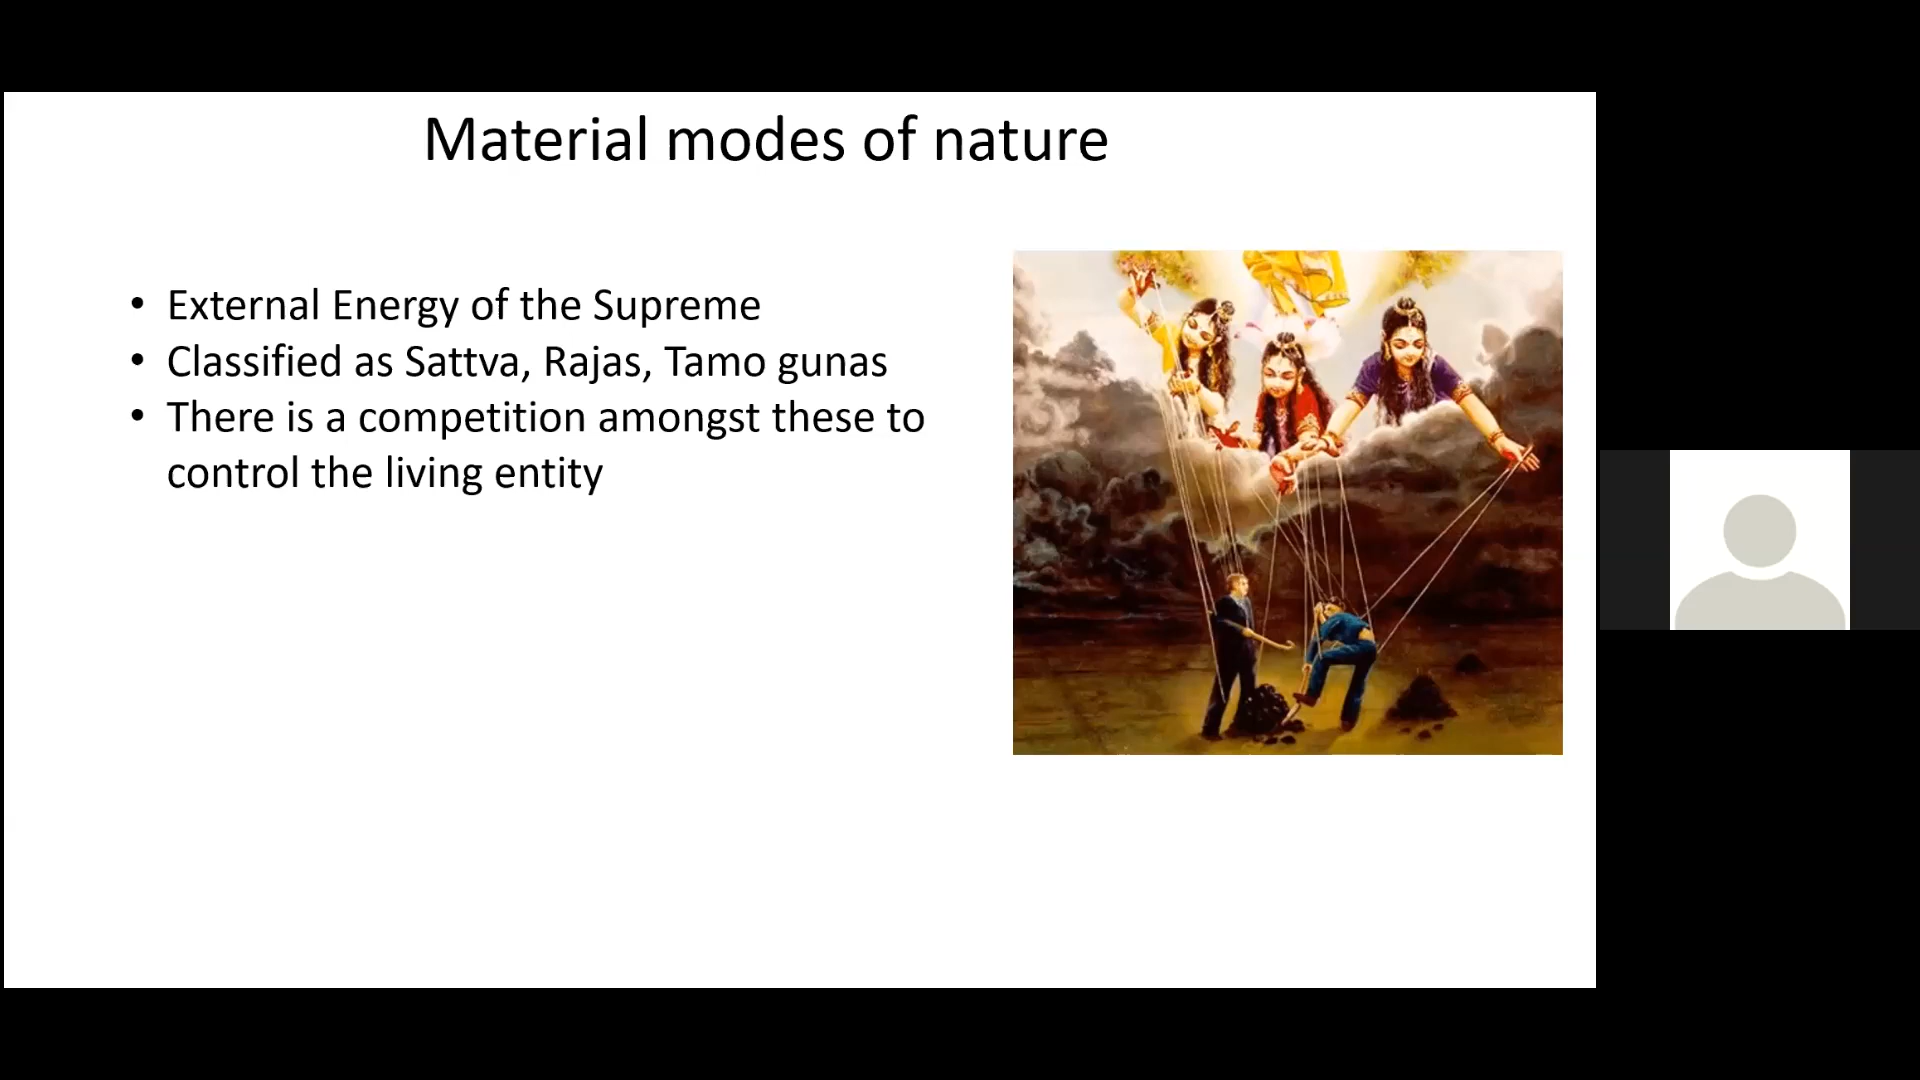 Material modes of nature
• External Energy of the Supreme
• Classified as Sattva, Rajas, Tamo gunas
• There is a competition amongst these to
control the living entity